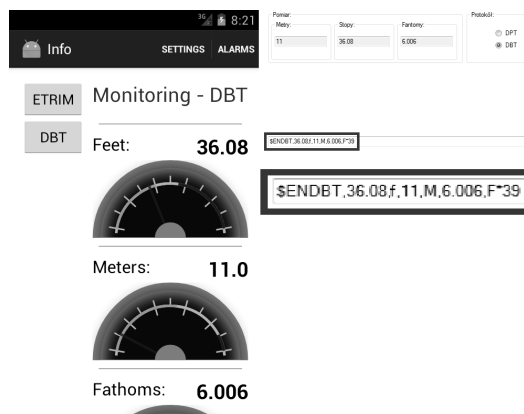 3G 8:21
Info SETTINGS ALARMS
ETRIM
DBT
Monitoring - DBT
Feet: 36.08
Meters: 11.0
Fathoms: 6.006
Pomiar:
Metry: Stopy: Fantomy:
11 36.08 6.006
Protokół:
DPT
DBT
$ENDBT,36.08,f,11,M,6.006,F*39
$ENDBT,36.08,f,11,M,6.006,F*39